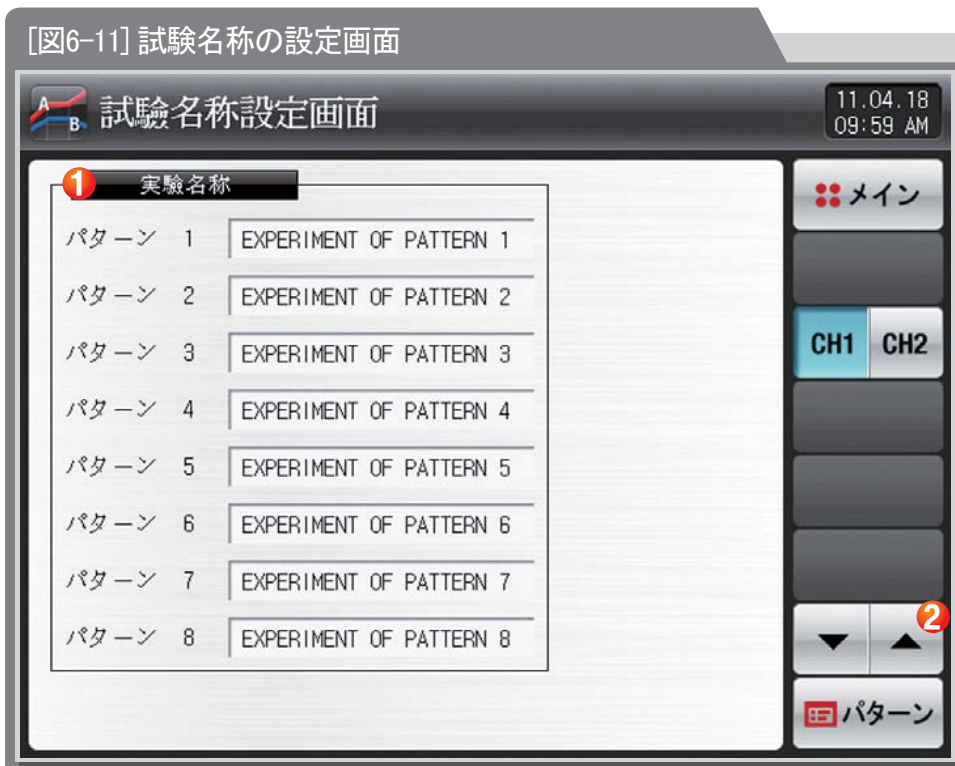 [図6-11] 試験名称の設定画面
試驗名称設定画面
11.04.18
09:59 AM
A
B
1 実驗名称
パターン 1 EXPERIMENT OF PATTERN 1
パターン 2 EXPERIMENT OF PATTERN 2
パターン 3 EXPERIMENT OF PATTERN 3
パターン 4 EXPERIMENT OF PATTERN 4
パターン 5 EXPERIMENT OF PATTERN 5
パターン 6 EXPERIMENT OF PATTERN 6
パターン 7 EXPERIMENT OF PATTERN 7
パターン 8 EXPERIMENT OF PATTERN 8
メイン
CH1 CH2
2
パターン